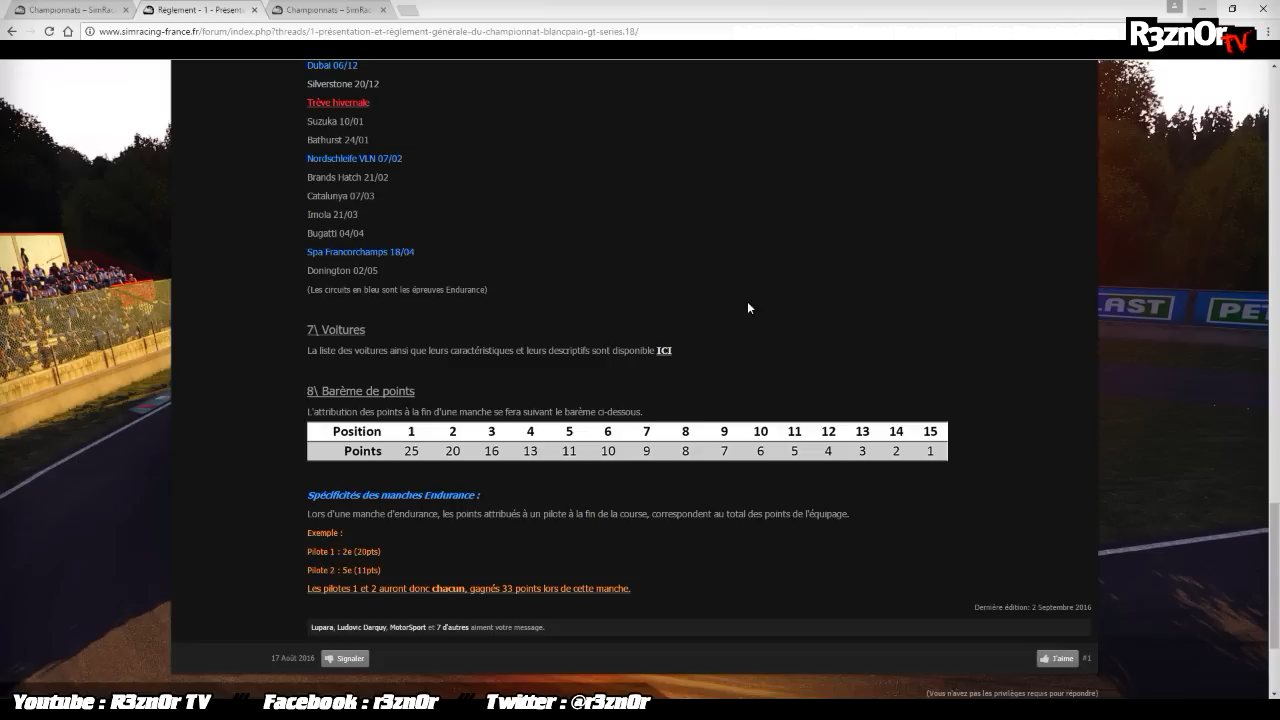 Championnats – SimRac
Règlement - 1 - Présenta
Championnats – SimRac
www.simracing-france.fr/forum/index.php?threads/1-présentation-et-règlement-générale-du-championnat-blancpain-gt-series.18/
R3zn0r TV
Dubai 06/12
Silverstone 20/12
Trêve hivernale
Suzuka 10/01
Bathurst 24/01
Nordschleife VLN 07/02
Brands Hatch 21/02
Catalunya 07/03
Imola 21/03
Bugatti 04/04
Spa Francorchamps 18/04
Donington 02/05
(Les circuits en bleu sont les épreuves Endurance)
LAST PET
7\ Voitures
La liste des voitures ainsi que leurs caractéristiques et leurs descriptifs sont disponible ICI
8\ Barème de points
L'attribution des points à la fin d'une manche se fera suivant le barème ci-dessous.
Position 1 2 3 4 5 6 7 8 9 10 11 12 13 14 15
Points 25 20 16 13 11 10 9 8 7 6 5 4 3 2 1
Spécificités des manches Endurance :
Lors d'une manche d'endurance, les points attribués à un pilote à la fin de la course, correspondent au total des points de l'équipage.
Exemple :
Pilote 1 : 2e (20pts)
Pilote 2 : 5e (11pts)
Les pilotes 1 et 2 auront donc chacun, gagnés 33 points lors de cette manche.
Dernière édition: 2 Septembre 2016
Lupara, Ludovic Darquy, MotorSport et 7 d'autres aiment votre message.
17 Août 2016 Signaler J'aime #1
(Vous n'avez pas les privilèges requis pour répondre)
Youtube : R3zn0r TV /// Facebook : r3zn0r /// Twitter : @r3zn0r